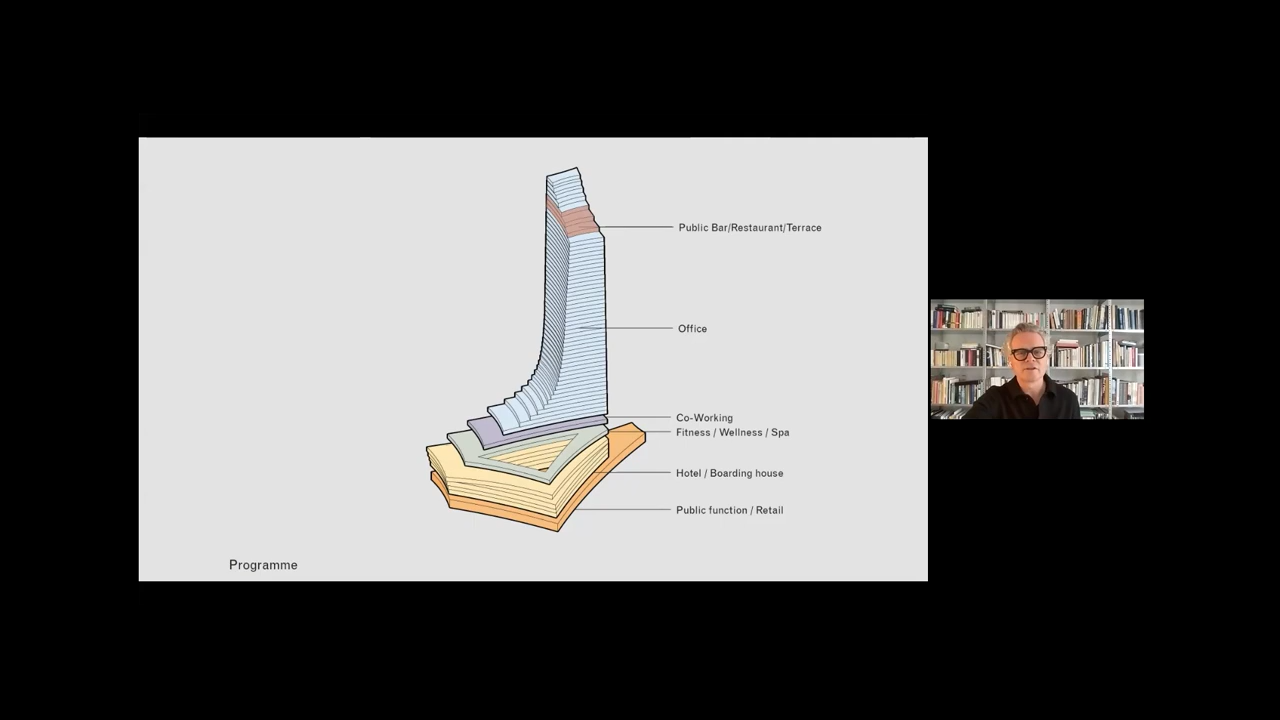 Public Bar/Restaurant/Terrace
Office
Co-Working
Fitness / Wellness / Spa
Hotel / Boarding house
Public function / Retail
Programme